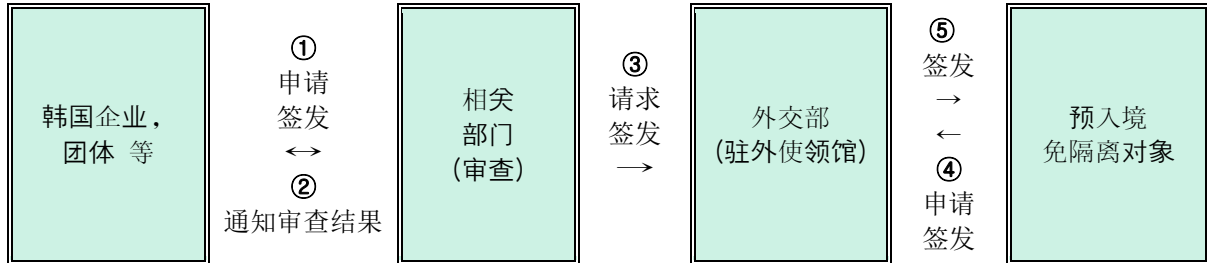 韩国企业，
团体 等
①
申请
签发
↔
②
通知审查结果
相关
部门
(审查)
③
请求
签发
→
外交部
(驻外使领馆)
⑤
签发
→
←
④
申请
签发
预入境
免隔离对象